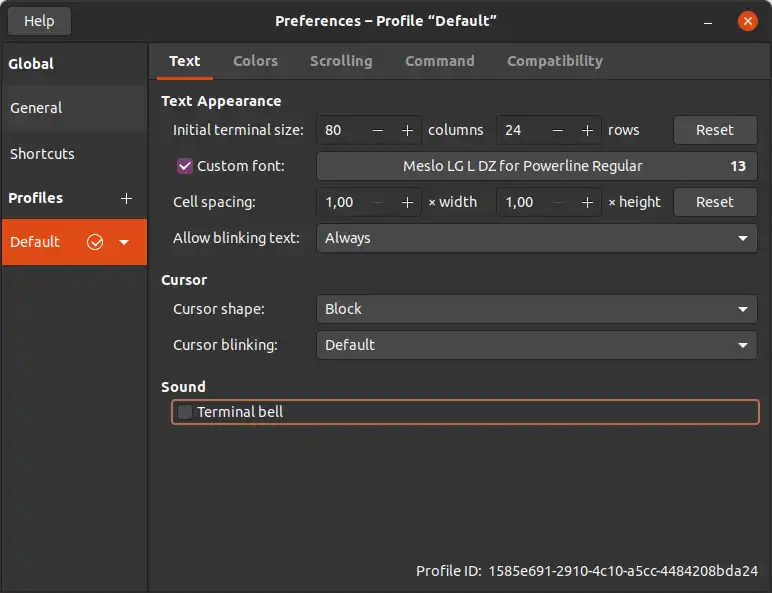 Help
Preferences – Profile “Default”
Global
General
Shortcuts
Profiles
Default
Text Colors Scrolling Command Compatibility
Text Appearance
Initial terminal size: 80 − + columns 24 − + rows Reset
Custom font: Meslo LG L DZ for Powerline Regular 13
Cell spacing: 1,00 − + × width 1,00 − + × height Reset
Allow blinking text: Always
Cursor
Cursor shape: Block
Cursor blinking: Default
Sound
Terminal bell
Profile ID: 1585e691-2910-4c10-a5cc-4484208bda24